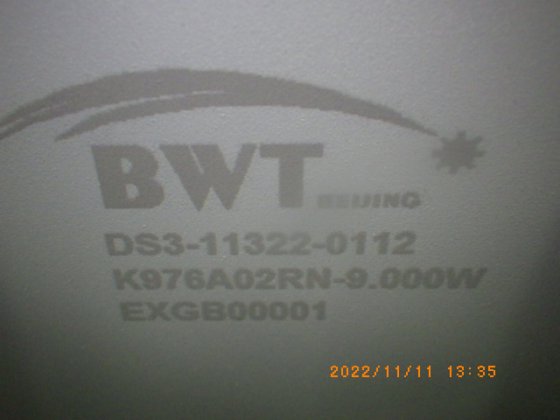 BWT BEIJING
DS3-11322-0112
K976A02RN-9.000W
EXGB00001
2022/11/11 13:35